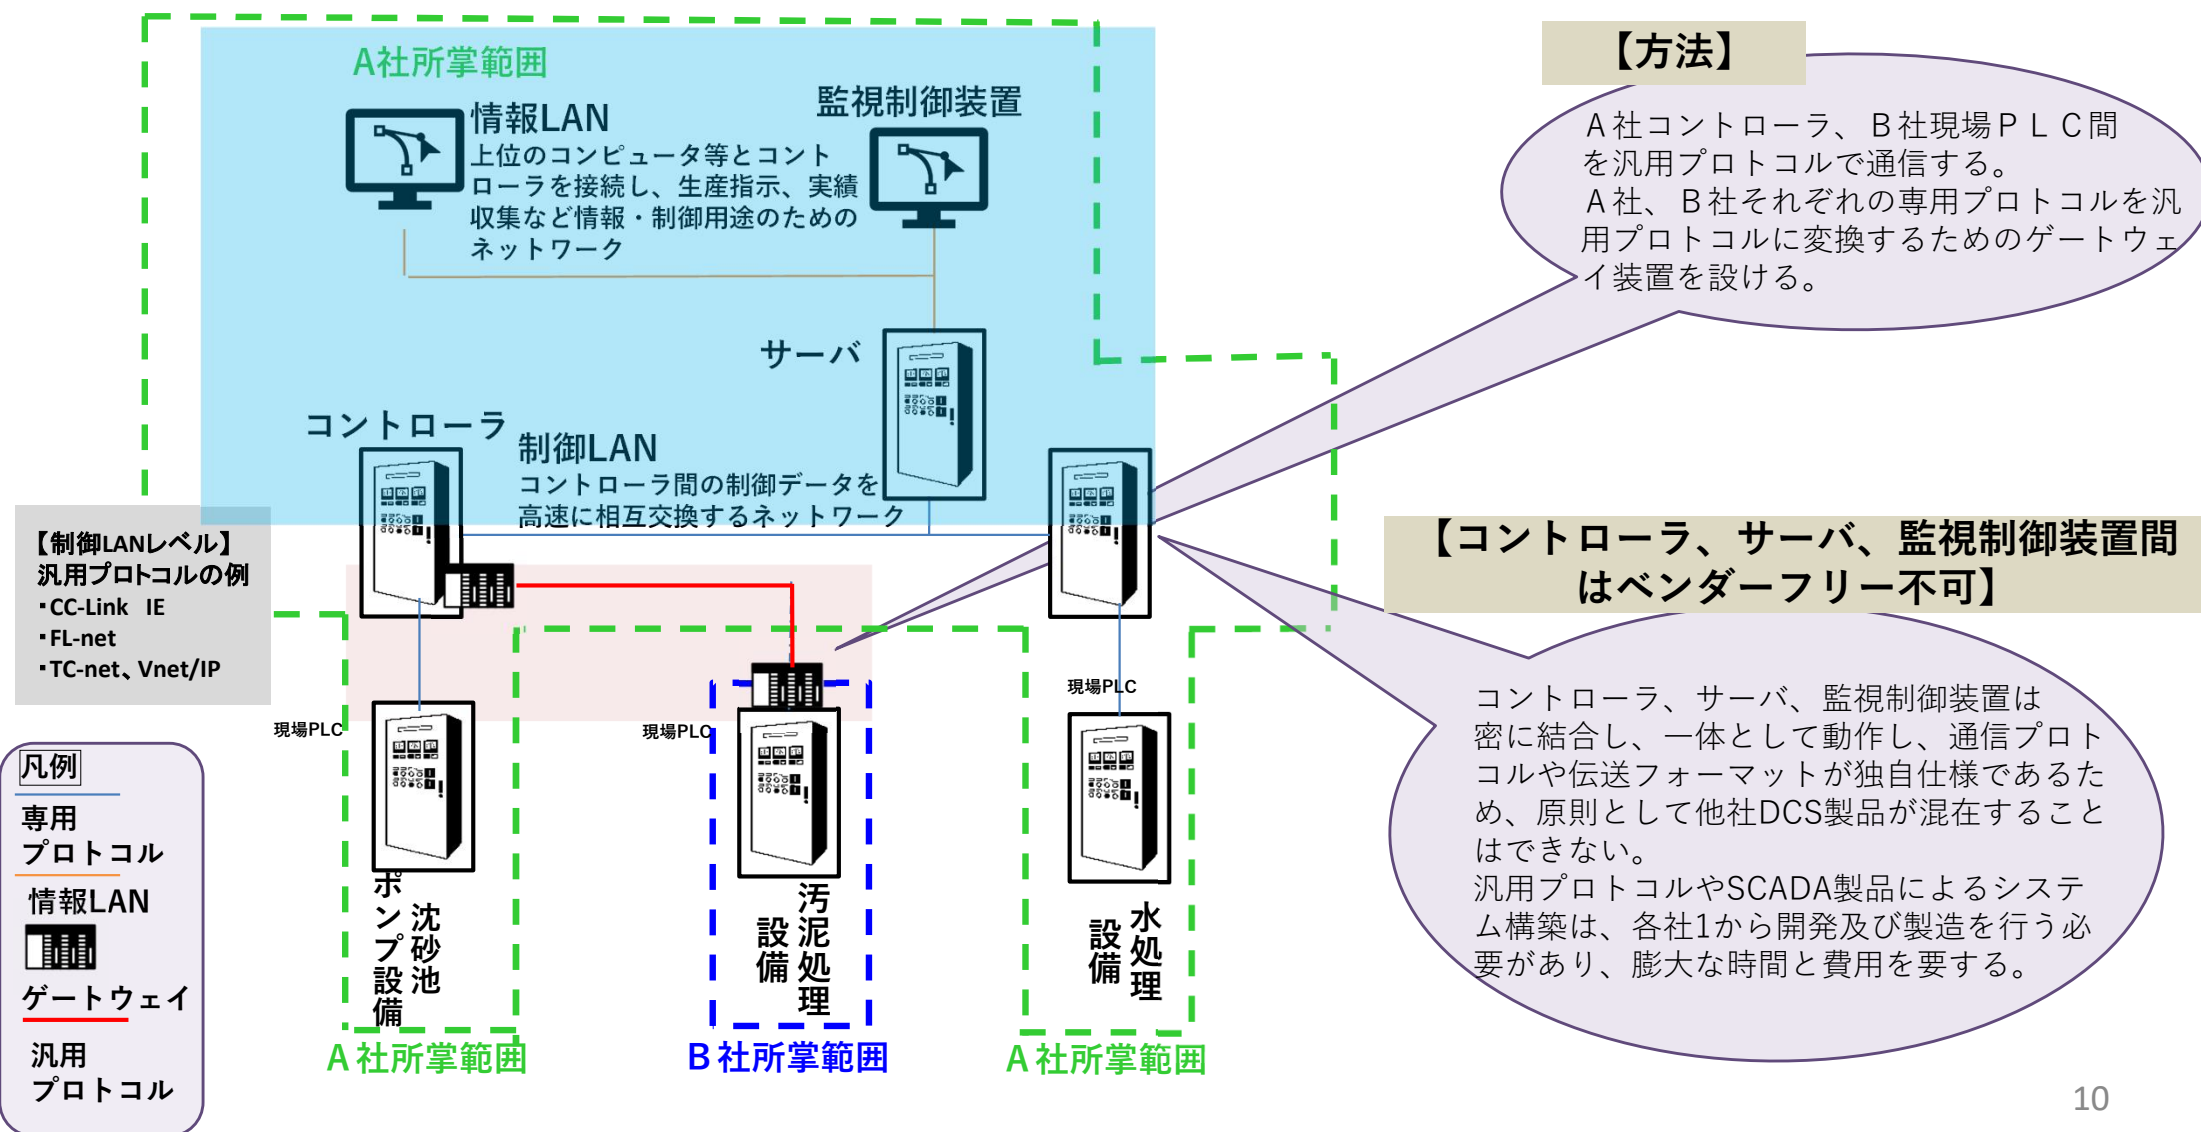 A社所掌範囲
情報LAN
上位のコンピュータ等とコント
ローラを接続し、生産指示、実績
収集など情報・制御用途のための
ネットワーク
監視制御装置
サーバ
コントローラ
制御LAN
コントローラ間の制御データを
高速に相互交換するネットワーク
【制御LANレベル】
汎用プロトコルの例
・CC-Link IE
・FL-net
・TC-net、Vnet/IP
現場PLC
現場PLC
現場PLC
沈砂池
ポンプ設備
汚泥処理
設備
水処理
設備
A社所掌範囲
B社所掌範囲
A社所掌範囲
凡例
専用
プロトコル
情報LAN
ゲートウェイ
汎用
プロトコル
【方法】
A社コントローラ、B社現場PLC間
を汎用プロトコルで通信する。
A社、B社それぞれの専用プロトコルを汎
用プロトコルに変換するためのゲートウェ
イ装置を設ける。
【コントローラ、サーバ、監視制御装置間
はベンダーフリー不可】
コントローラ、サーバ、監視制御装置は
密に結合し、一体として動作し、通信プロト
コルや伝送フォーマットが独自仕様であるた
め、原則として他社DCS製品が混在すること
はできない。
汎用プロトコルやSCADA製品によるシステ
ム構築は、各社1から開発及び製造を行う必
要があり、膨大な時間と費用を要する。
10